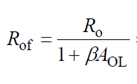 R_of = R_o / (1 + βA_OL) =